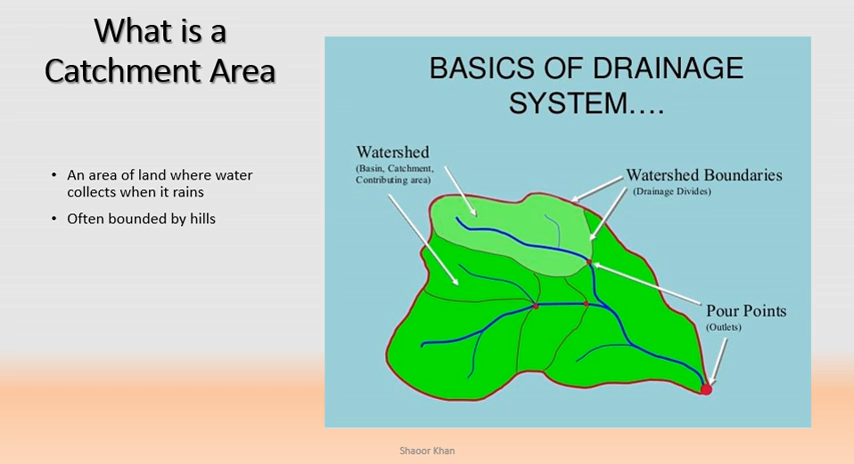 What is a
Catchment Area
• An area of land where water
collects when it rains
• Often bounded by hills
BASICS OF DRAINAGE
SYSTEM....
Watershed
(Basin, Catchment,
Contributing area)
Watershed Boundaries
(Drainage Divides)
Pour Points
(Outlets)
Shaoor Khan